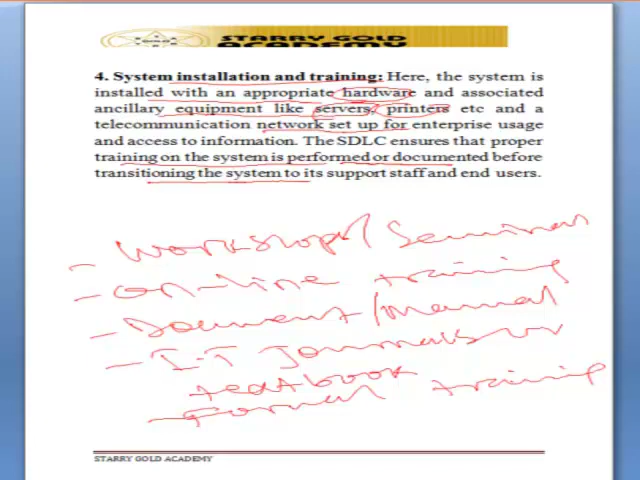 STARRY GOLD
ACADEMY
4. System installation and training: Here, the system is
installed with an appropriate hardware and associated
ancillary equipment like servers, printers etc and a
telecommunication network set up for enterprise usage
and access to information. The SDLC ensures that proper
training on the system is performed or documented before
transitioning the system to its support staff and end users.
- Workshops/Seminars
- On-line training
- Document/Manual
- I.T Journals or
textbook
- Formal training
STARRY GOLD ACADEMY